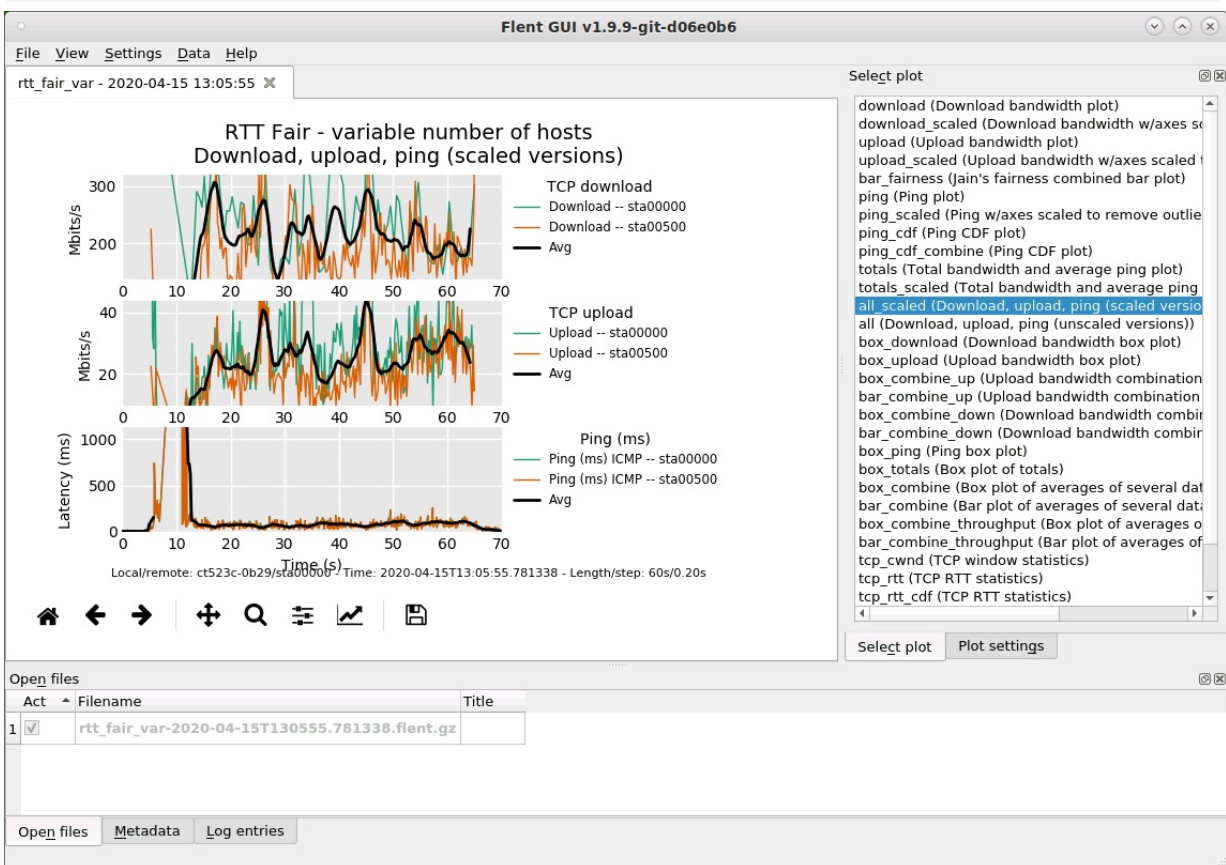 Flent GUI v1.9.9-git-d06e0b6
File View Settings Data Help
rtt_fair_var - 2020-04-15 13:05:55
RTT Fair - variable number of hosts
Download, upload, ping (scaled versions)
300
200
Mbits/s
0 10 20 30 40 50 60 70
TCP download
Download -- sta00000
Download -- sta00500
Avg
40
20
Mbits/s
0 10 20 30 40 50 60 70
TCP upload
Upload -- sta00000
Upload -- sta00500
Avg
1000
500
0
Latency (ms)
0 10 20 30 40 50 60 70
Ping (ms)
Ping (ms) ICMP -- sta00000
Ping (ms) ICMP -- sta00500
Avg
Time (s)
Local/remote: ct523c-0b29/sta00000 - Time: 2020-04-15T13:05:55.781338 - Length/step: 60s/0.20s
Select plot
download (Download bandwidth plot)
download_scaled (Download bandwidth w/axes sc
upload (Upload bandwidth plot)
upload_scaled (Upload bandwidth w/axes scaled t
bar_fairness (Jain's fairness combined bar plot)
ping (Ping plot)
ping_scaled (Ping w/axes scaled to remove outlie
ping_cdf (Ping CDF plot)
ping_cdf_combine (Ping CDF plot)
totals (Total bandwidth and average ping plot)
totals_scaled (Total bandwidth and average ping
all_scaled (Download, upload, ping (scaled versio
all (Download, upload, ping (unscaled versions))
box_download (Download bandwidth box plot)
box_upload (Upload bandwidth box plot)
box_combine_up (Upload bandwidth combination
bar_combine_up (Upload bandwidth combination
box_combine_down (Download bandwidth combin
bar_combine_down (Download bandwidth combir
box_ping (Ping box plot)
box_totals (Box plot of totals)
box_combine (Box plot of averages of several dat
bar_combine (Bar plot of averages of several data
box_combine_throughput (Box plot of averages o
bar_combine_throughput (Bar plot of averages of
tcp_cwnd (TCP window statistics)
tcp_rtt (TCP RTT statistics)
tcp_rtt_cdf (TCP RTT statistics)
Select plot Plot settings
Open files
Act Filename Title
1 rtt_fair_var-2020-04-15T130555.781338.flent.gz
Open files Metadata Log entries